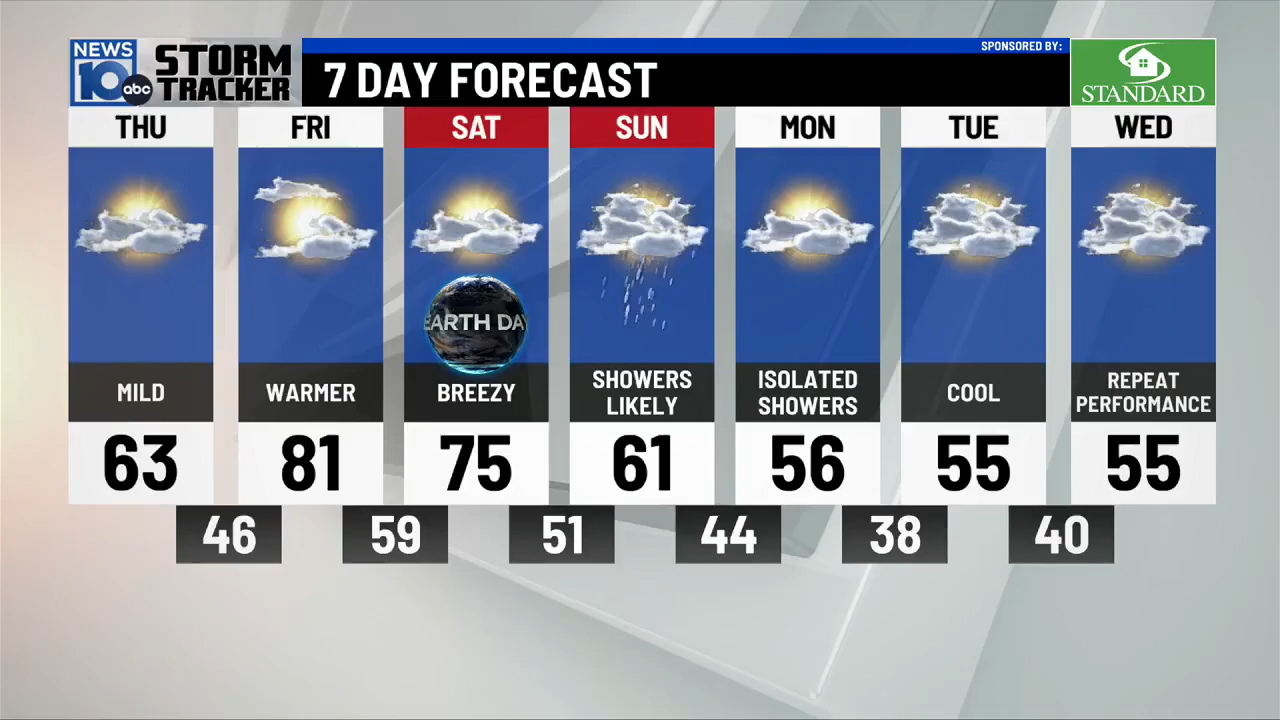 NEWS
10
abc
STORM
TRACKER
7 DAY FORECAST
SPONSORED BY:
STANDARD
THU
FRI
SAT
SUN
MON
TUE
WED
EARTH DAY
MILD
WARMER
BREEZY
SHOWERS
LIKELY
ISOLATED
SHOWERS
COOL
REPEAT
PERFORMANCE
63
81
75
61
56
55
55
46
59
51
44
38
40